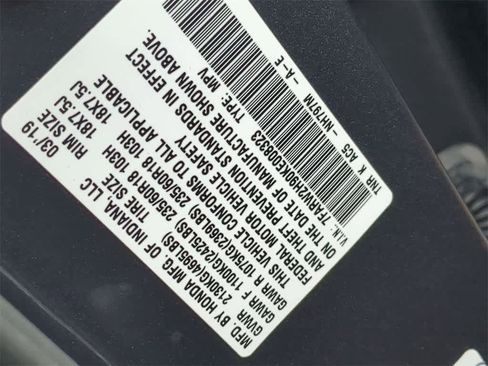 MFD. BY HONDA MFG. OF INDIANA, LLC 03/'19
GVWR 2130KG(4695LBS) TIRE SIZE RIM SIZE
GAWR F 1100KG(2425LBS) 235/60R18 103H 18X7.5J
GAWR R 1075KG(2369LBS) 235/60R18 103H 18X7.5J
THIS VEHICLE CONFORMS TO ALL APPLICABLE
FEDERAL MOTOR VEHICLE SAFETY
AND THEFT PREVENTION STANDARDS IN EFFECT
ON THE DATE OF MANUFACTURE SHOWN ABOVE.
V.I.N.: 7FARW2H59KE008323 TYPE: MPV
TNR K AC5 -NH797M -A-E